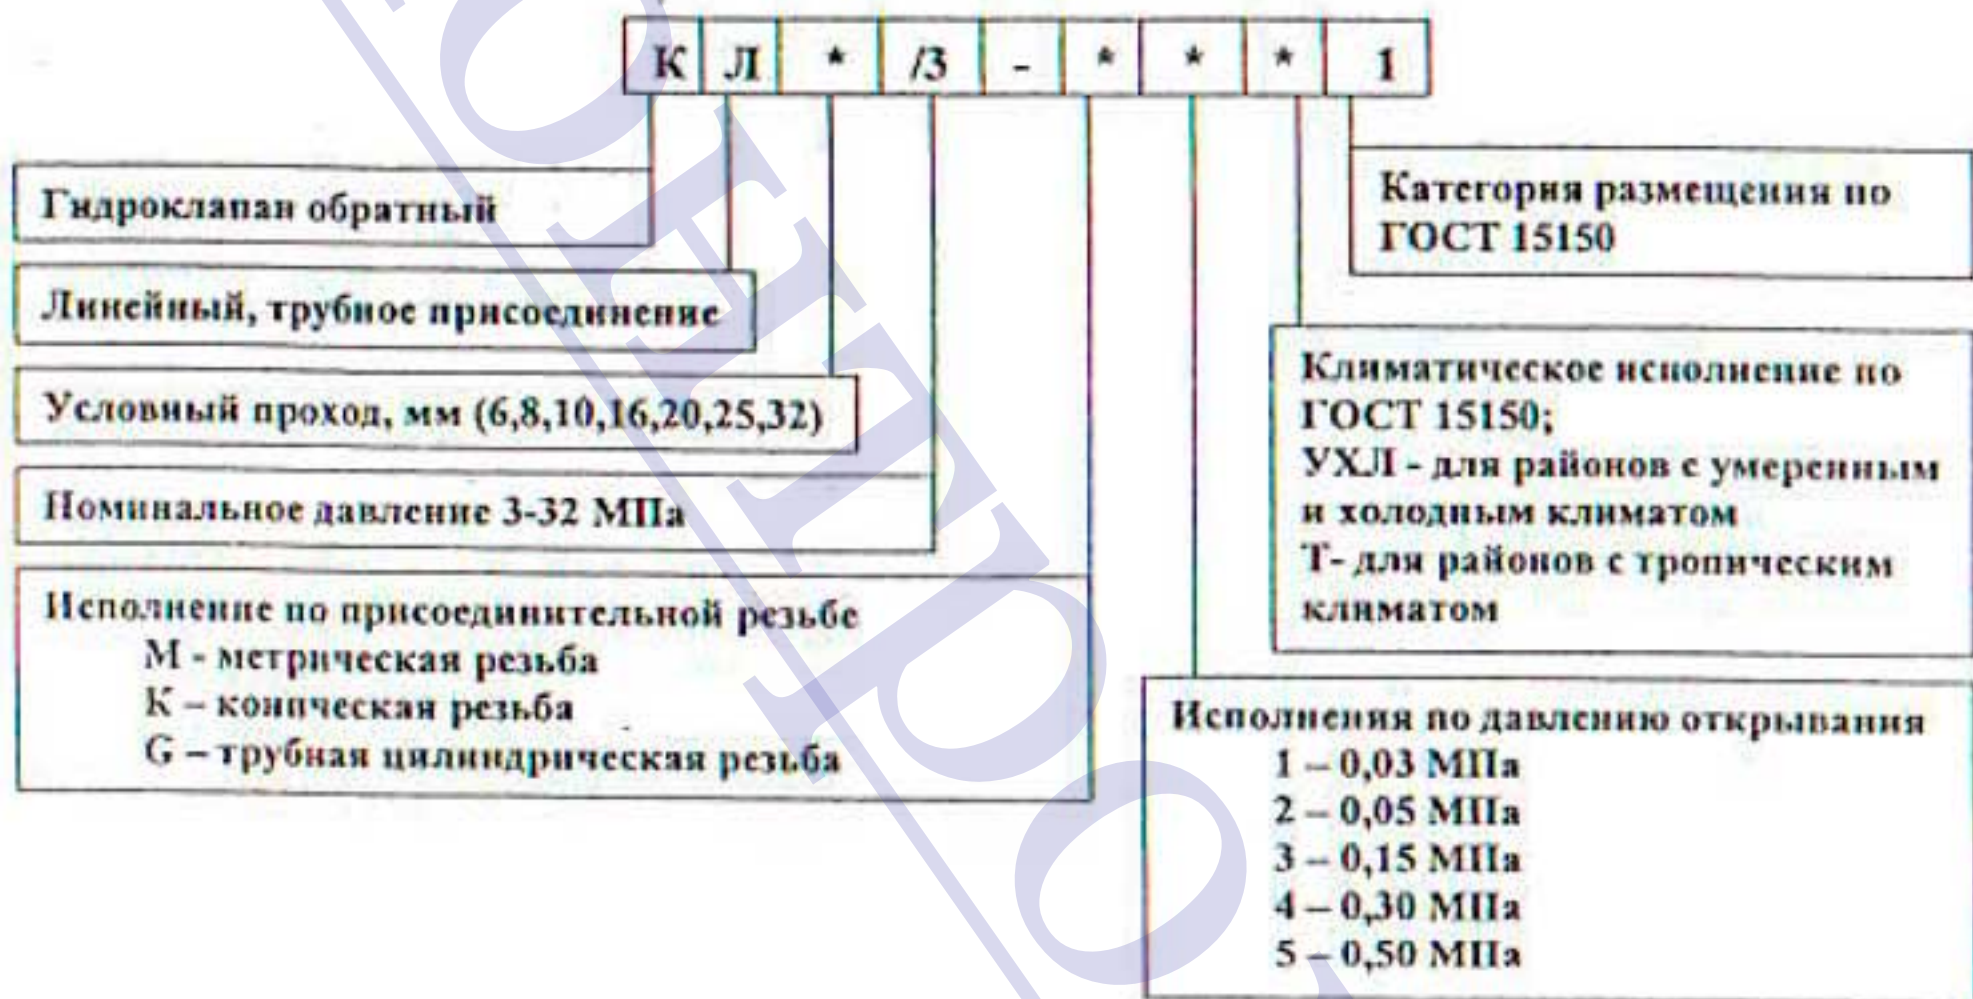 К Л * /3 - * * * 1
Гидроклапан обратный
Линейный, трубное присоединение
Условный проход, мм (6,8,10,16,20,25,32)
Номинальное давление 3-32 МПа
Исполнение по присоединительной резьбе
М - метрическая резьба
К – коническая резьба
G – трубная цилиндрическая резьба
Категория размещения по
ГОСТ 15150
Климатическое исполнение по
ГОСТ 15150;
УХЛ - для районов с умеренным
и холодным климатом
Т- для районов с тропическим
климатом
Исполнения по давлению открывания
1 – 0,03 МПа
2 – 0,05 МПа
3 – 0,15 МПа
4 – 0,30 МПа
5 – 0,50 МПа